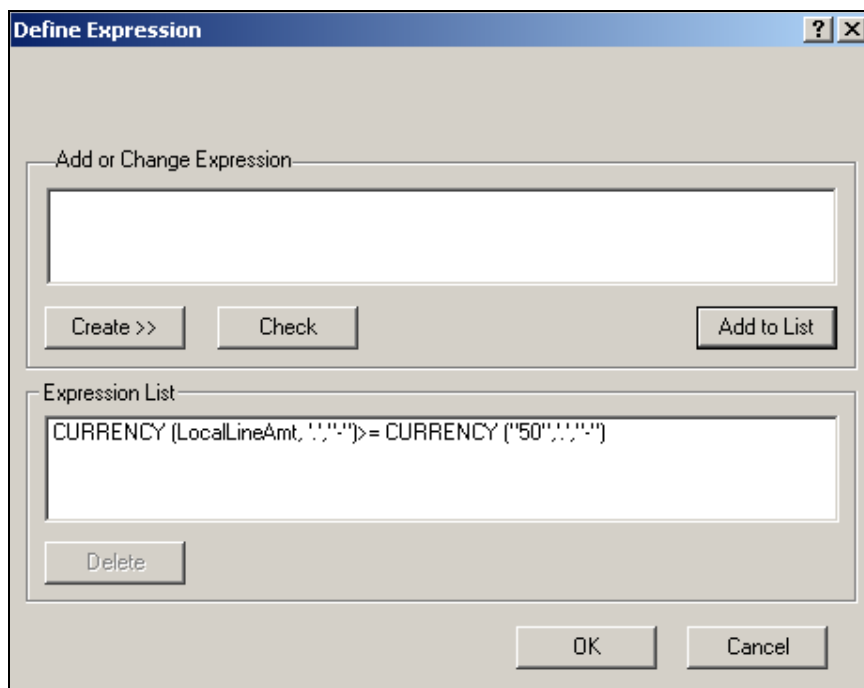 Define Expression
Add or Change Expression
Create >>
Check
Add to List
Expression List
CURRENCY (LocalLineAmt, '.',"-")>= CURRENCY ("50",'.',"-")
Delete
OK
Cancel